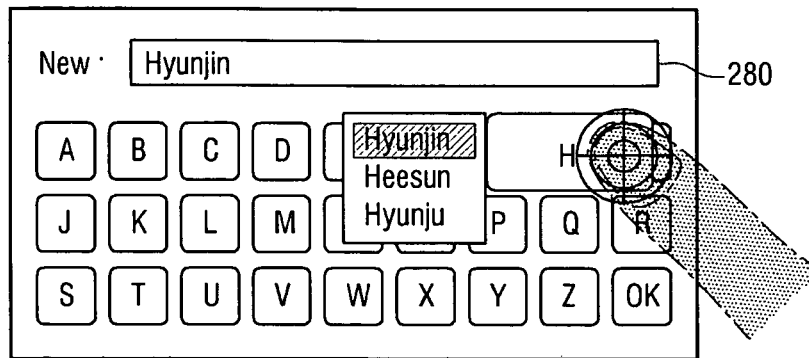 New Hyunjin
280
A B C D H
Hyunjin
Heesun
Hyunju
J K L M P Q R
S T U V W X Y Z OK